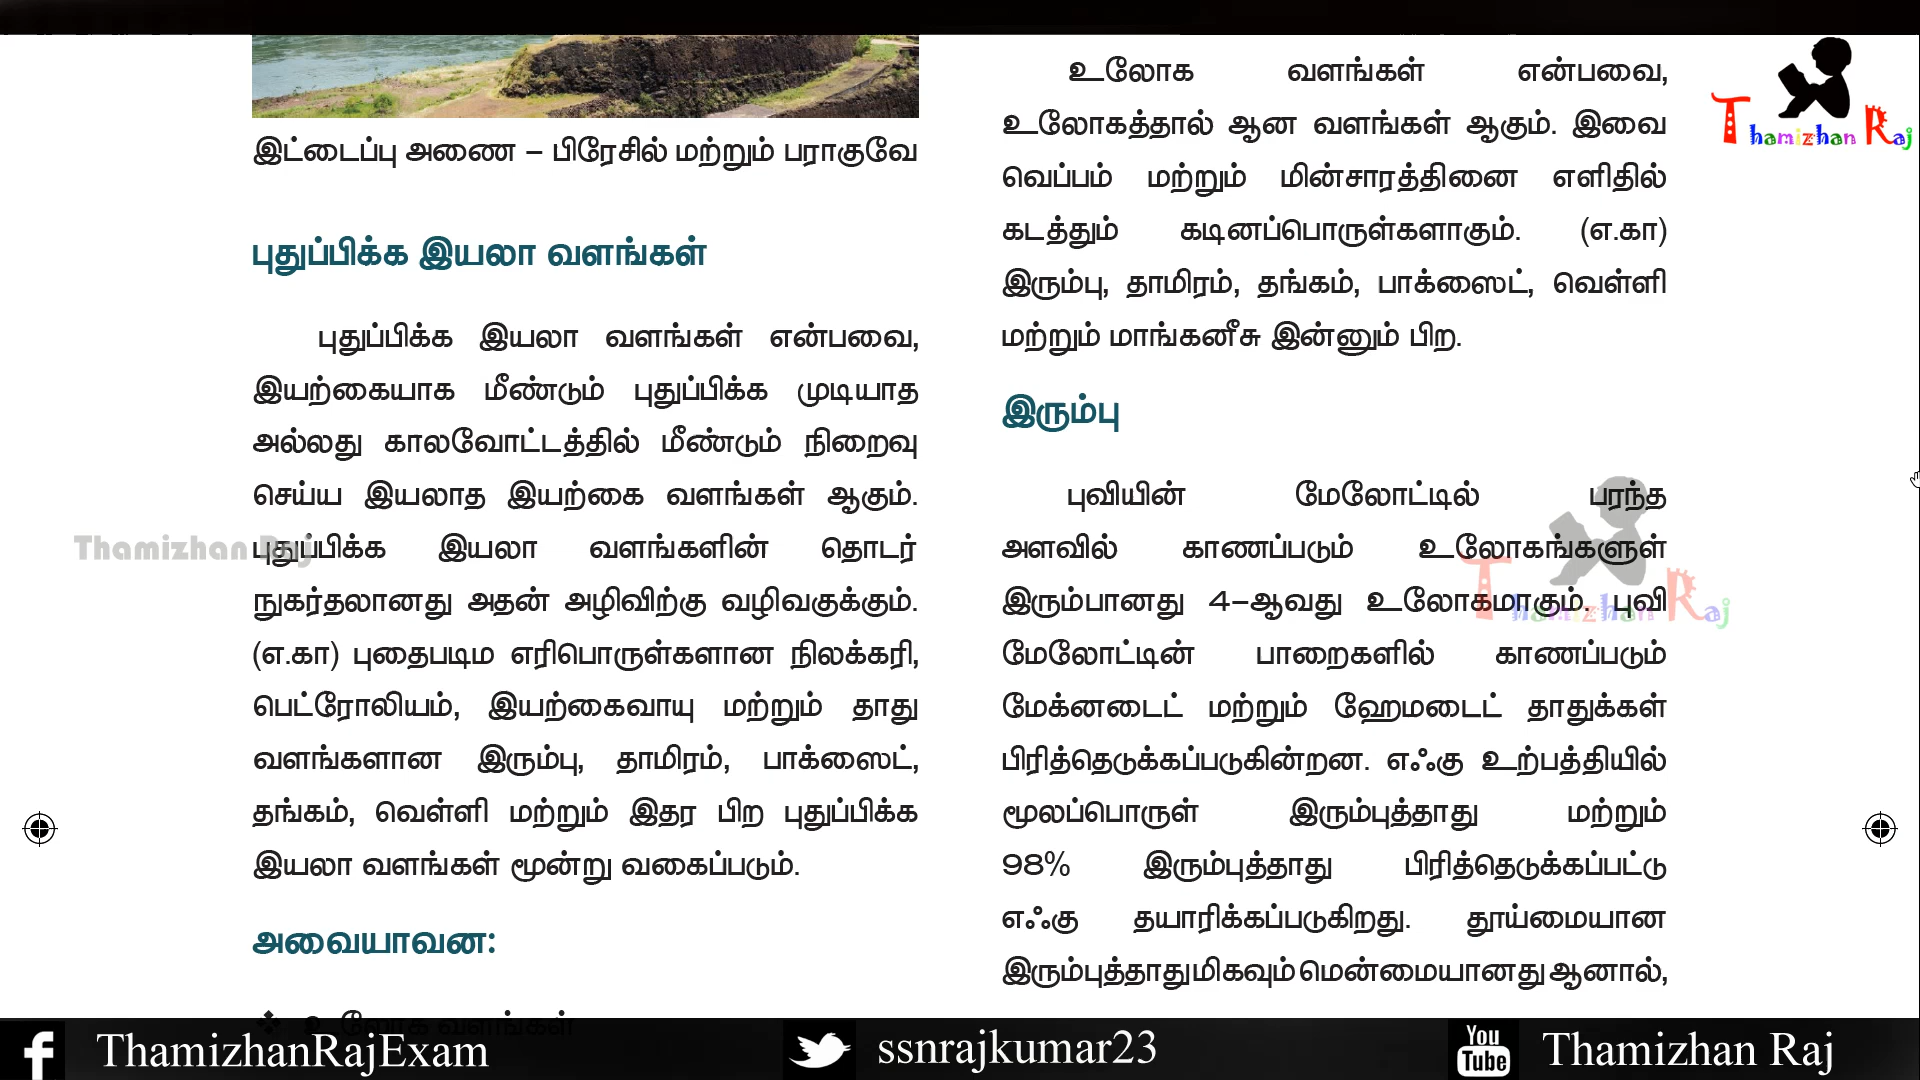 இட்டைப்பு அணை – பிரேசில் மற்றும் பராகுவே
புதுப்பிக்க இயலா வளங்கள்
புதுப்பிக்க இயலா வளங்கள் என்பவை,
இயற்கையாக மீண்டும் புதுப்பிக்க முடியாத
அல்லது காலவோட்டத்தில் மீண்டும் நிறைவு
செய்ய இயலாத இயற்கை வளங்கள் ஆகும்.
புதுப்பிக்க இயலா வளங்களின் தொடர்
நுகர்தலானது அதன் அழிவிற்கு வழிவகுக்கும்.
(எ.கா) புதைபடிம எரிபொருள்களான நிலக்கரி,
பெட்ரோலியம், இயற்கைவாயு மற்றும் தாது
வளங்களான இரும்பு, தாமிரம், பாக்ஸைட்,
தங்கம், வெள்ளி மற்றும் இதர பிற புதுப்பிக்க
இயலா வளங்கள் மூன்று வகைப்படும்.
அவையாவன:
❖ உலோக வளங்கள்
உலோக வளங்கள் என்பவை,
உலோகத்தால் ஆன வளங்கள் ஆகும். இவை
வெப்பம் மற்றும் மின்சாரத்தினை எளிதில்
கடத்தும் கடினப்பொருள்களாகும். (எ.கா)
இரும்பு, தாமிரம், தங்கம், பாக்ஸைட், வெள்ளி
மற்றும் மாங்கனீசு இன்னும் பிற.
இரும்பு
புவியின் மேலோட்டில் பரந்த
அளவில் காணப்படும் உலோகங்களுள்
இரும்பானது 4–ஆவது உலோகமாகும். புவி
மேலோட்டின் பாறைகளில் காணப்படும்
மேக்னடைட் மற்றும் ஹேமடைட் தாதுக்கள்
பிரித்தெடுக்கப்படுகின்றன. எஃகு உற்பத்தியில்
மூலப்பொருள் இரும்புத்தாது மற்றும்
98% இரும்புத்தாது பிரித்தெடுக்கப்பட்டு
எஃகு தயாரிக்கப்படுகிறது. தூய்மையான
இரும்புத்தாது மிகவும் மென்மையானது ஆனால்,
Thamizhan Raj
Thamizhan Raj
Thamizhan Raj
ThamizhanRajExam
ssnrajkumar23
You Tube
Thamizhan Raj